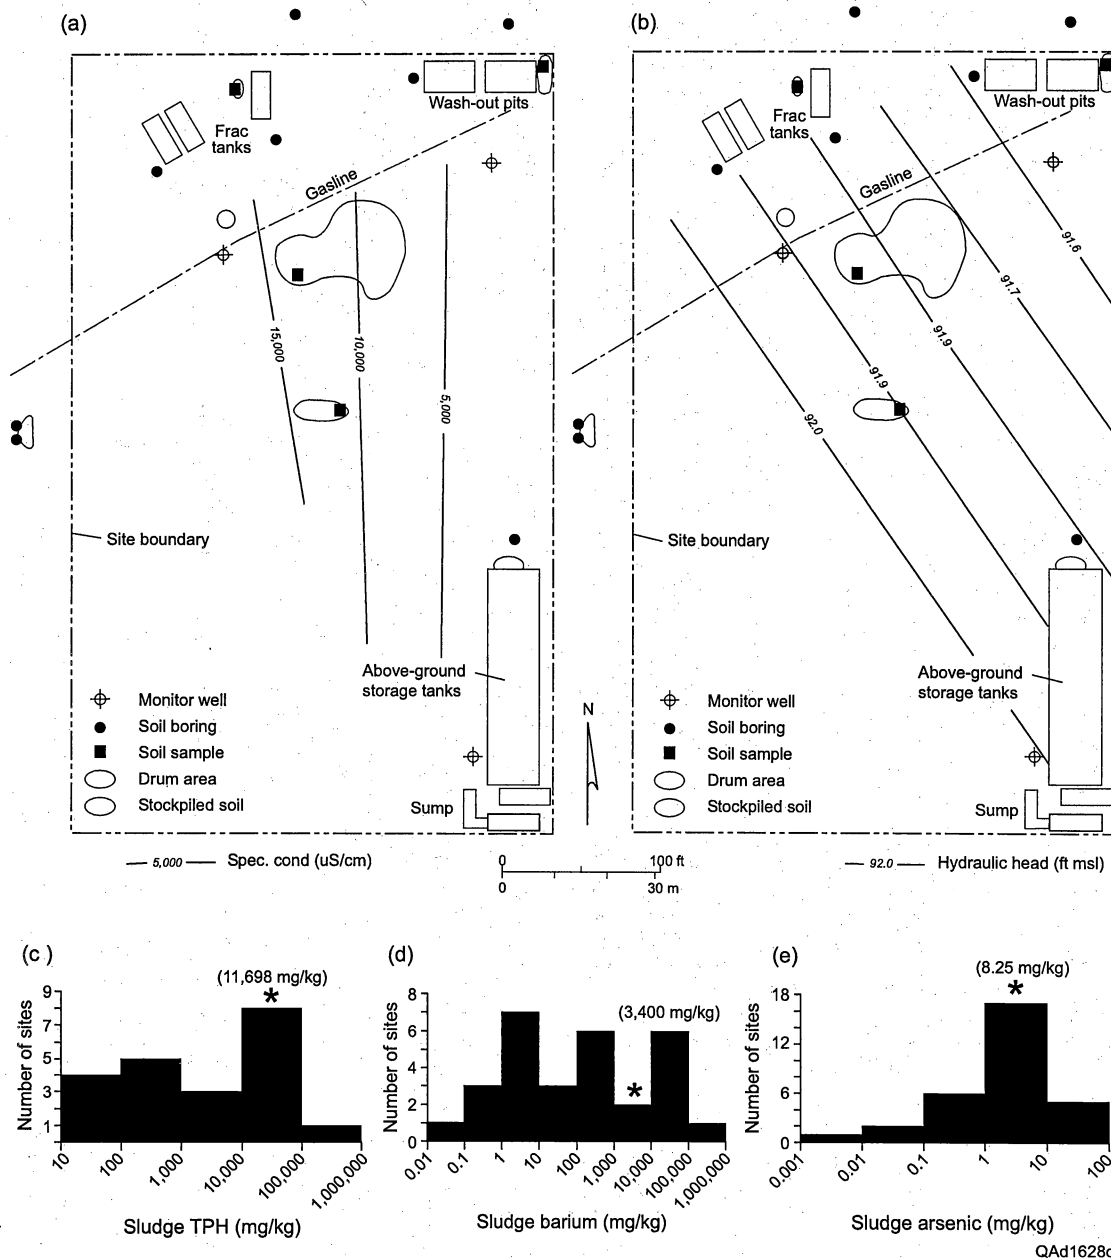 (a)
Wash-out pits
Frac
tanks
Gasline
15,000
10,000
5,000
Site boundary
Above-ground
storage tanks
Monitor well
Soil boring
Soil sample
Drum area
Stockpiled soil
Sump
5,000 Spec. cond (uS/cm)
N
0 100 ft
0 30 m
(b)
Wash-out pits
Frac
tanks
Gasline
91.6
91.7
91.9
91.9
92.0
Site boundary
Above-ground
storage tanks
Monitor well
Soil boring
Soil sample
Drum area
Stockpiled soil
Sump
92.0 Hydraulic head (ft msl)
(c)
(11,698 mg/kg)
*
Number of sites
9
7
5
3
1
10 100 1,000 10,000 100,000 1,000,000
Sludge TPH (mg/kg)
(d)
(3,400 mg/kg)
*
Number of sites
8
6
4
2
0
0.01 0.1 1 10 100 1,000 10,000 100,000 1,000,000
Sludge barium (mg/kg)
(e)
(8.25 mg/kg)
*
Number of sites
18
12
6
0
0.001 0.01 0.1 1 10 100
Sludge arsenic (mg/kg)
QAd1628c